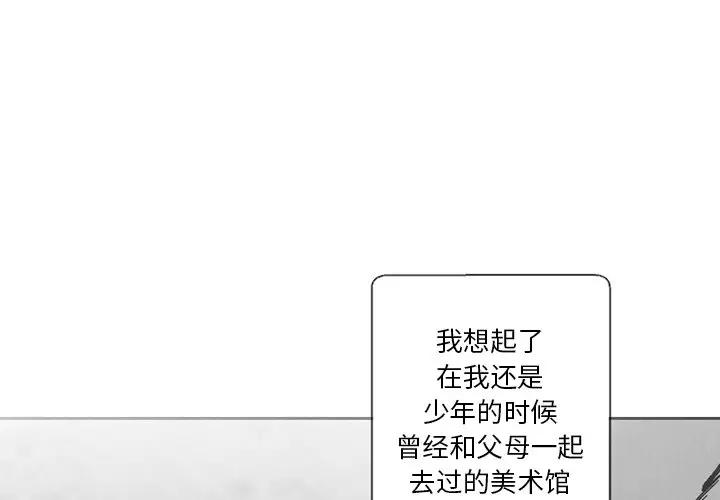 我想起了
在我还是
少年的时候
曾经和父母一起
去过的美术馆